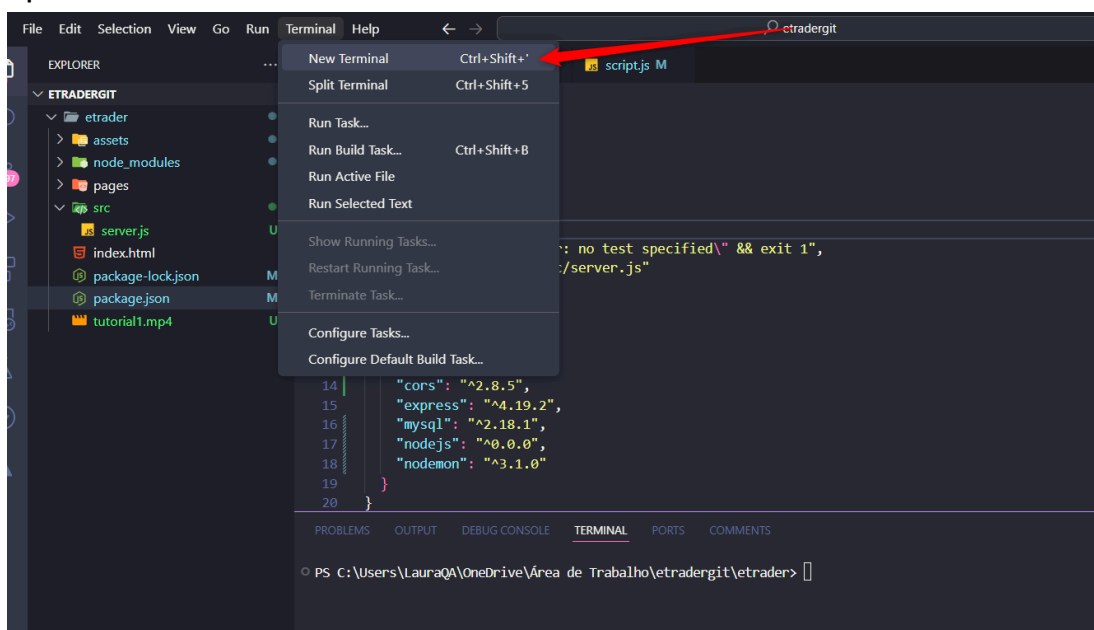 File Edit Selection View Go Run Terminal Help etradergit
EXPLORER
ETRADERGIT
etrader
assets
node_modules
pages
src
server.js U
index.html
package-lock.json M
package.json M
tutorial1.mp4 U
New Terminal Ctrl+Shift+'
Split Terminal Ctrl+Shift+5
Run Task...
Run Build Task... Ctrl+Shift+B
Run Active File
Run Selected Text
Show Running Tasks...
Restart Running Task...
Terminate Task...
Configure Tasks...
Configure Default Build Task...
JS script.js M
: no test specified\" && exit 1",
/server.js"
14 "cors": "^2.8.5",
15 "express": "^4.19.2",
16 "mysql": "^2.18.1",
17 "nodejs": "^0.0.0",
18 "nodemon": "^3.1.0"
19 }
20 }
PROBLEMS OUTPUT DEBUG CONSOLE TERMINAL PORTS COMMENTS
PS C:\Users\LauraQA\OneDrive\Área de Trabalho\etradergit\etrader>